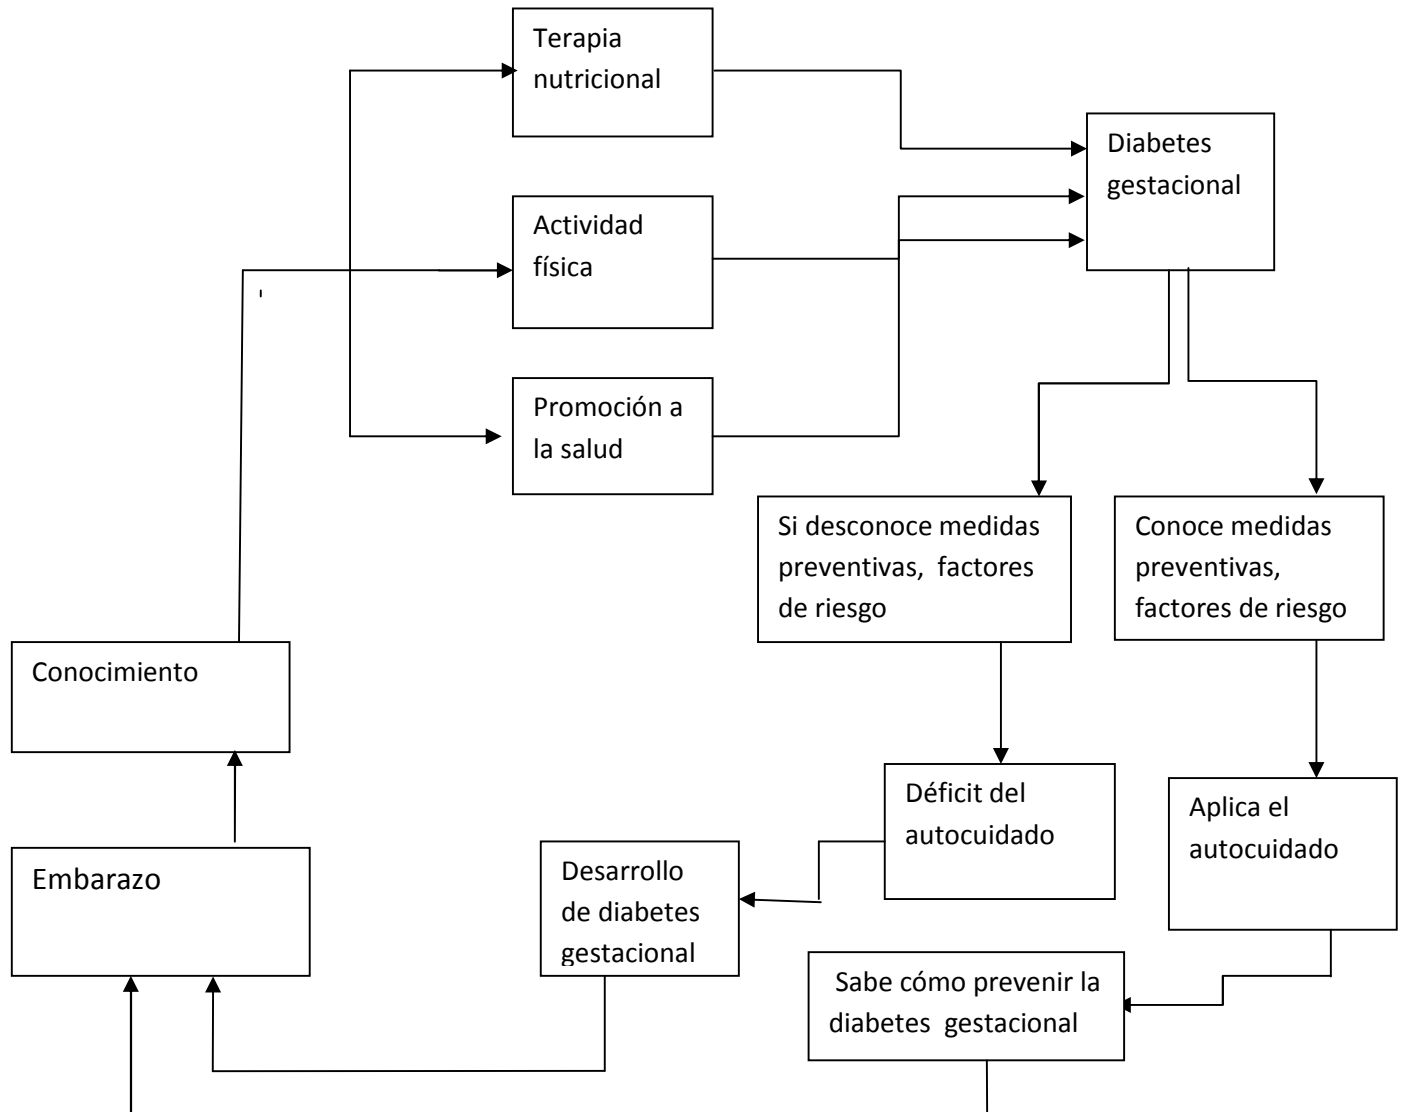 Terapia
nutricional
Diabetes
gestacional
Actividad
física
Promoción a
la salud
Si desconoce medidas
preventivas, factores
de riesgo
Conoce medidas
preventivas,
factores de riesgo
Conocimiento
Déficit del
autocuidado
Aplica el
autocuidado
Embarazo
Desarrollo
de diabetes
gestacional
Sabe cómo prevenir la
diabetes gestacional